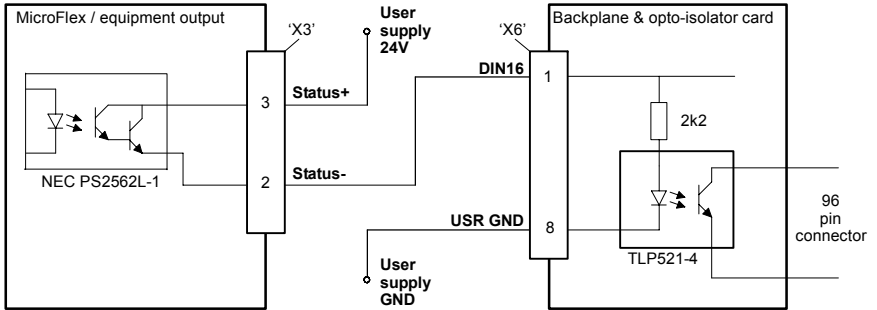 MicroFlex / equipment output
‘X3’
User
supply
24V
‘X6’
Backplane & opto-isolator card
DIN16
1
3
Status+
2k2
NEC PS2562L-1
2
Status-
USR GND
8
96
pin
connector
TLP521-4
User
supply
GND